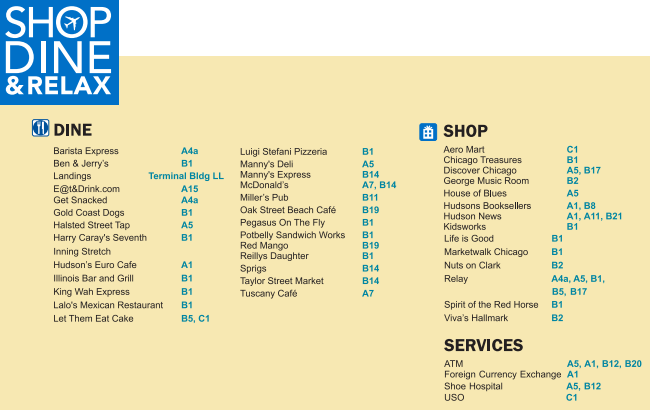 SHOP
DINE
& RELAX
DINE
Barista Express A4a
Ben & Jerry's B1
Landings Terminal Bldg LL
E@t&Drink.com A15
Get Snacked A4a
Gold Coast Dogs B1
Halsted Street Tap A5
Harry Caray's Seventh B1
Inning Stretch
Hudson's Euro Cafe A1
Illinois Bar and Grill B1
King Wah Express B1
Lalo's Mexican Restaurant B1
Let Them Eat Cake B5, C1
Luigi Stefani Pizzeria B1
Manny's Deli A5
Manny's Express B14
McDonald's A7, B14
Miller's Pub B11
Oak Street Beach Café B19
Pegasus On The Fly B1
Potbelly Sandwich Works B1
Red Mango B19
Reillys Daughter B1
Sprigs B14
Taylor Street Market B14
Tuscany Café A7
SHOP
Aero Mart C1
Chicago Treasures B1
Discover Chicago A5, B17
George Music Room B2
House of Blues A5
Hudsons Booksellers A1, B8
Hudson News A1, A11, B21
Kidsworks B1
Life is Good B1
Marketwalk Chicago B1
Nuts on Clark B2
Relay A4a, A5, B1,
B5, B17
Spirit of the Red Horse B1
Viva's Hallmark B2
SERVICES
ATM A5, A1, B12, B20
Foreign Currency Exchange A1
Shoe Hospital A5, B12
USO C1